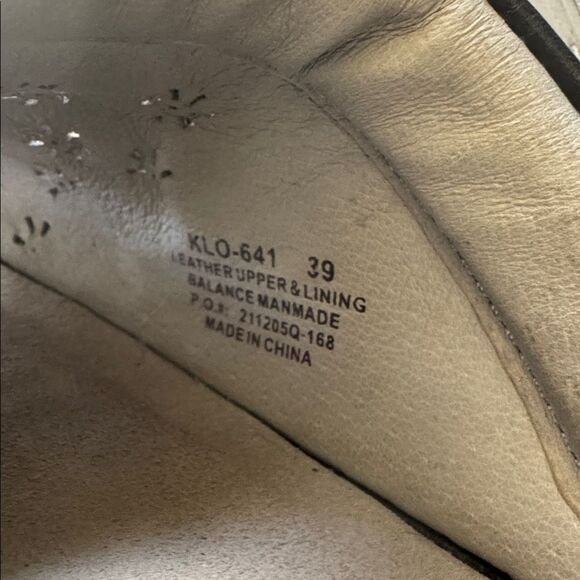 KLO-641 39
LEATHER UPPER & LINING
BALANCE MANMADE
P.O.#: 211205Q-168
MADE IN CHINA